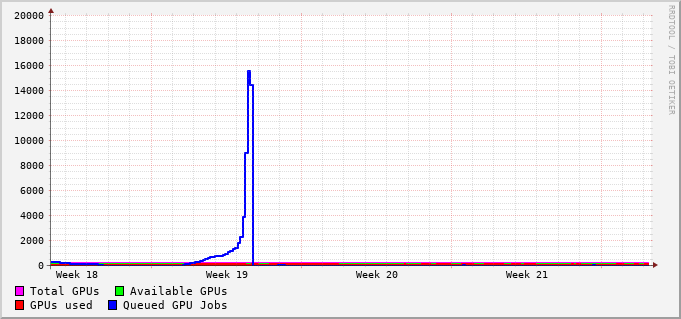 20000
18000
16000
14000
12000
10000
8000
6000
4000
2000
0
Week 18 Week 19 Week 20 Week 21
Total GPUs Available GPUs
GPUs used Queued GPU Jobs
RRDTOOL / TOBI OETIKER